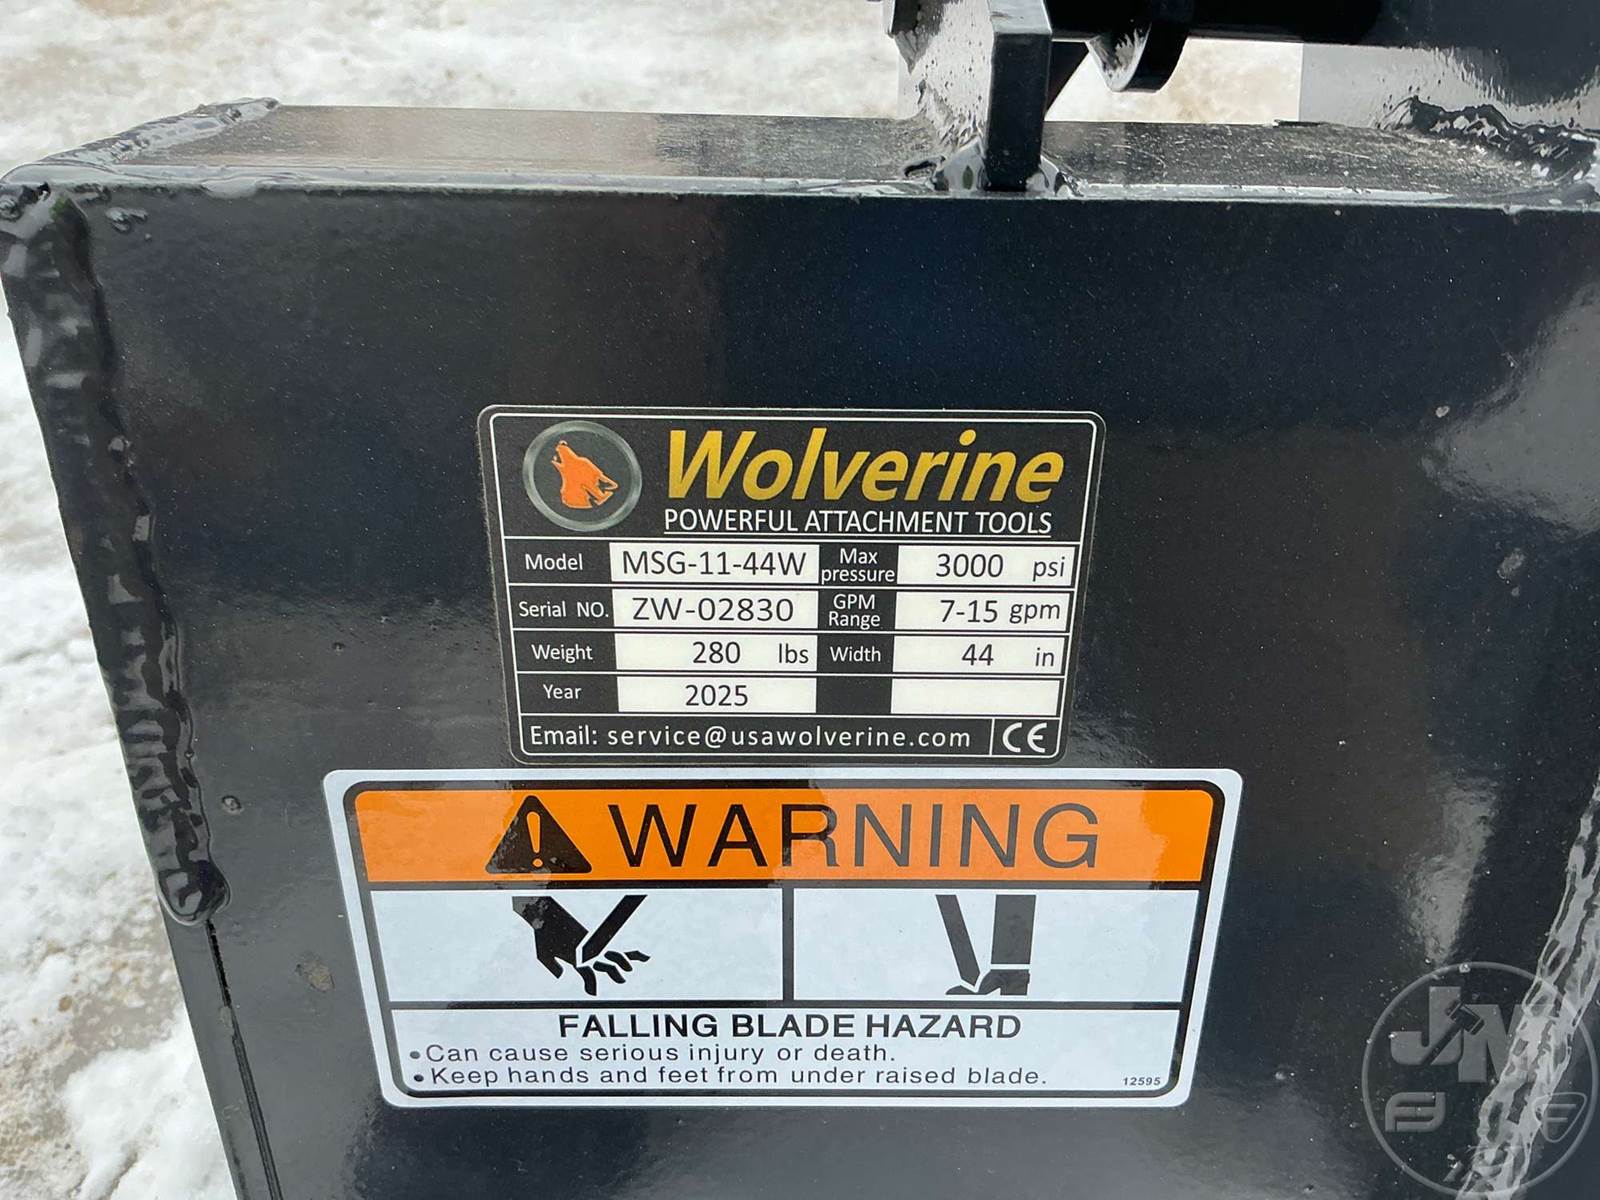 Wolverine
POWERFUL ATTACHMENT TOOLS
Model MSG-11-44W Max pressure 3000 psi
Serial NO. ZW-02830 GPM Range 7-15 gpm
Weight 280 lbs Width 44 in
Year 2025
Email: service@usawolverine.com CE
WARNING
FALLING BLADE HAZARD
•Can cause serious injury or death.
•Keep hands and feet from under raised blade. 12595
JM